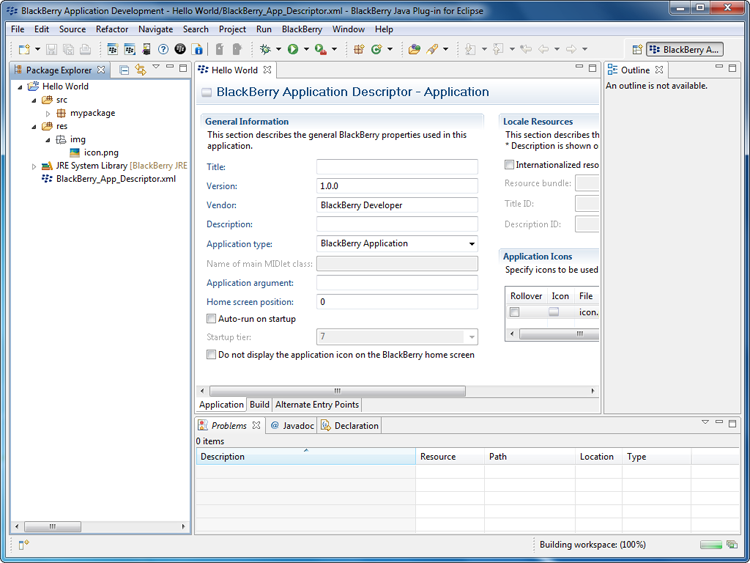 BlackBerry Application Development - Hello World/BlackBerry_App_Descriptor.xml - BlackBerry Java Plug-in for Eclipse
File Edit Source Refactor Navigate Search Project Run BlackBerry Window Help
BlackBerry A...
Package Explorer
Hello World
src
mypackage
res
img
icon.png
JRE System Library [BlackBerry JRE
BlackBerry_App_Descriptor.xml
Hello World
BlackBerry Application Descriptor - Application
General Information
This section describes the general BlackBerry properties used in this
application.
Title:
Version: 1.0.0
Vendor: BlackBerry Developer
Description:
Application type: BlackBerry Application
Name of main MIDlet class:
Application argument:
Home screen position: 0
Auto-run on startup
Startup tier: 7
Do not display the application icon on the BlackBerry home screen
Locale Resources
This section describes th
* Description is shown o
Internationalized reso
Resource bundle:
Title ID:
Description ID:
Application Icons
Specify icons to be used
Rollover Icon File
icon.
Application Build Alternate Entry Points
Outline
An outline is not available.
Problems @ Javadoc Declaration
0 items
Description Resource Path Location Type
Building workspace: (100%)